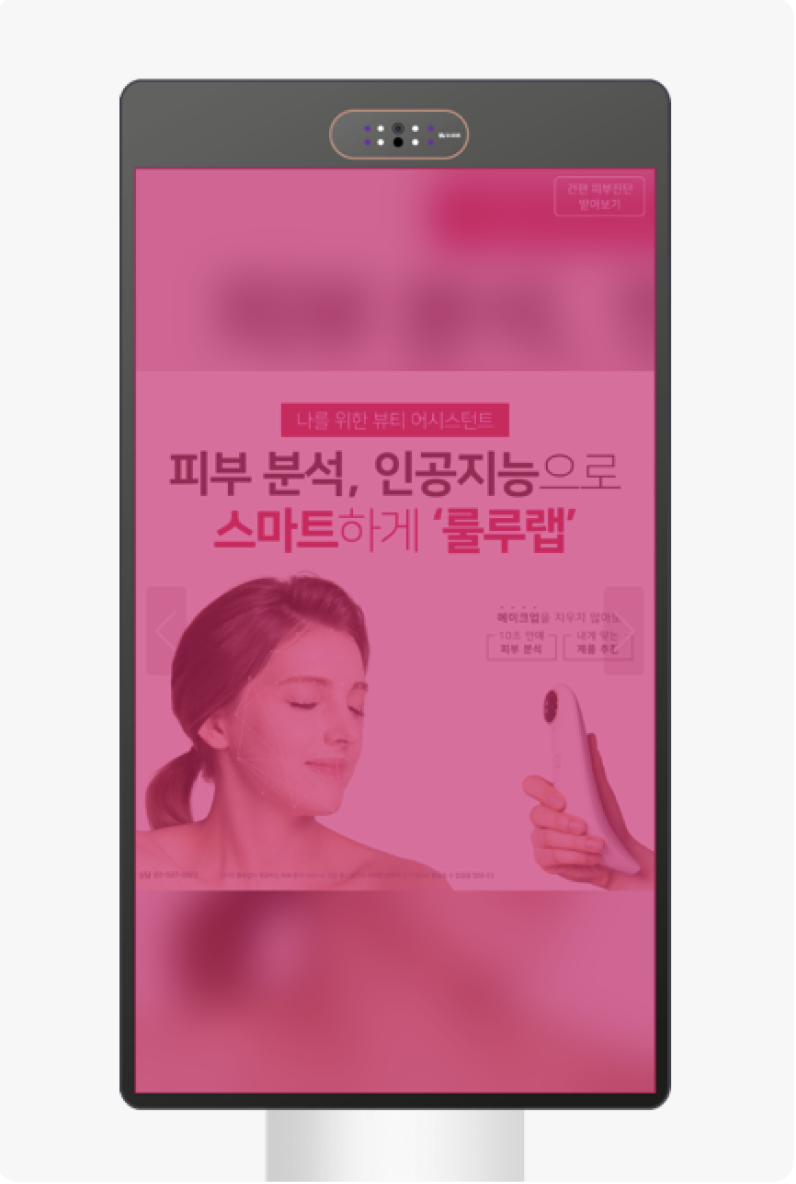 간편 피부진단
받아보기
나를 위한 뷰티 어시스턴트
피부 분석, 인공지능으로
스마트하게 ‘룰루랩’
메이크업을 지우지 않아도
10초 안에 내게 맞는
피부 분석 제품 추천